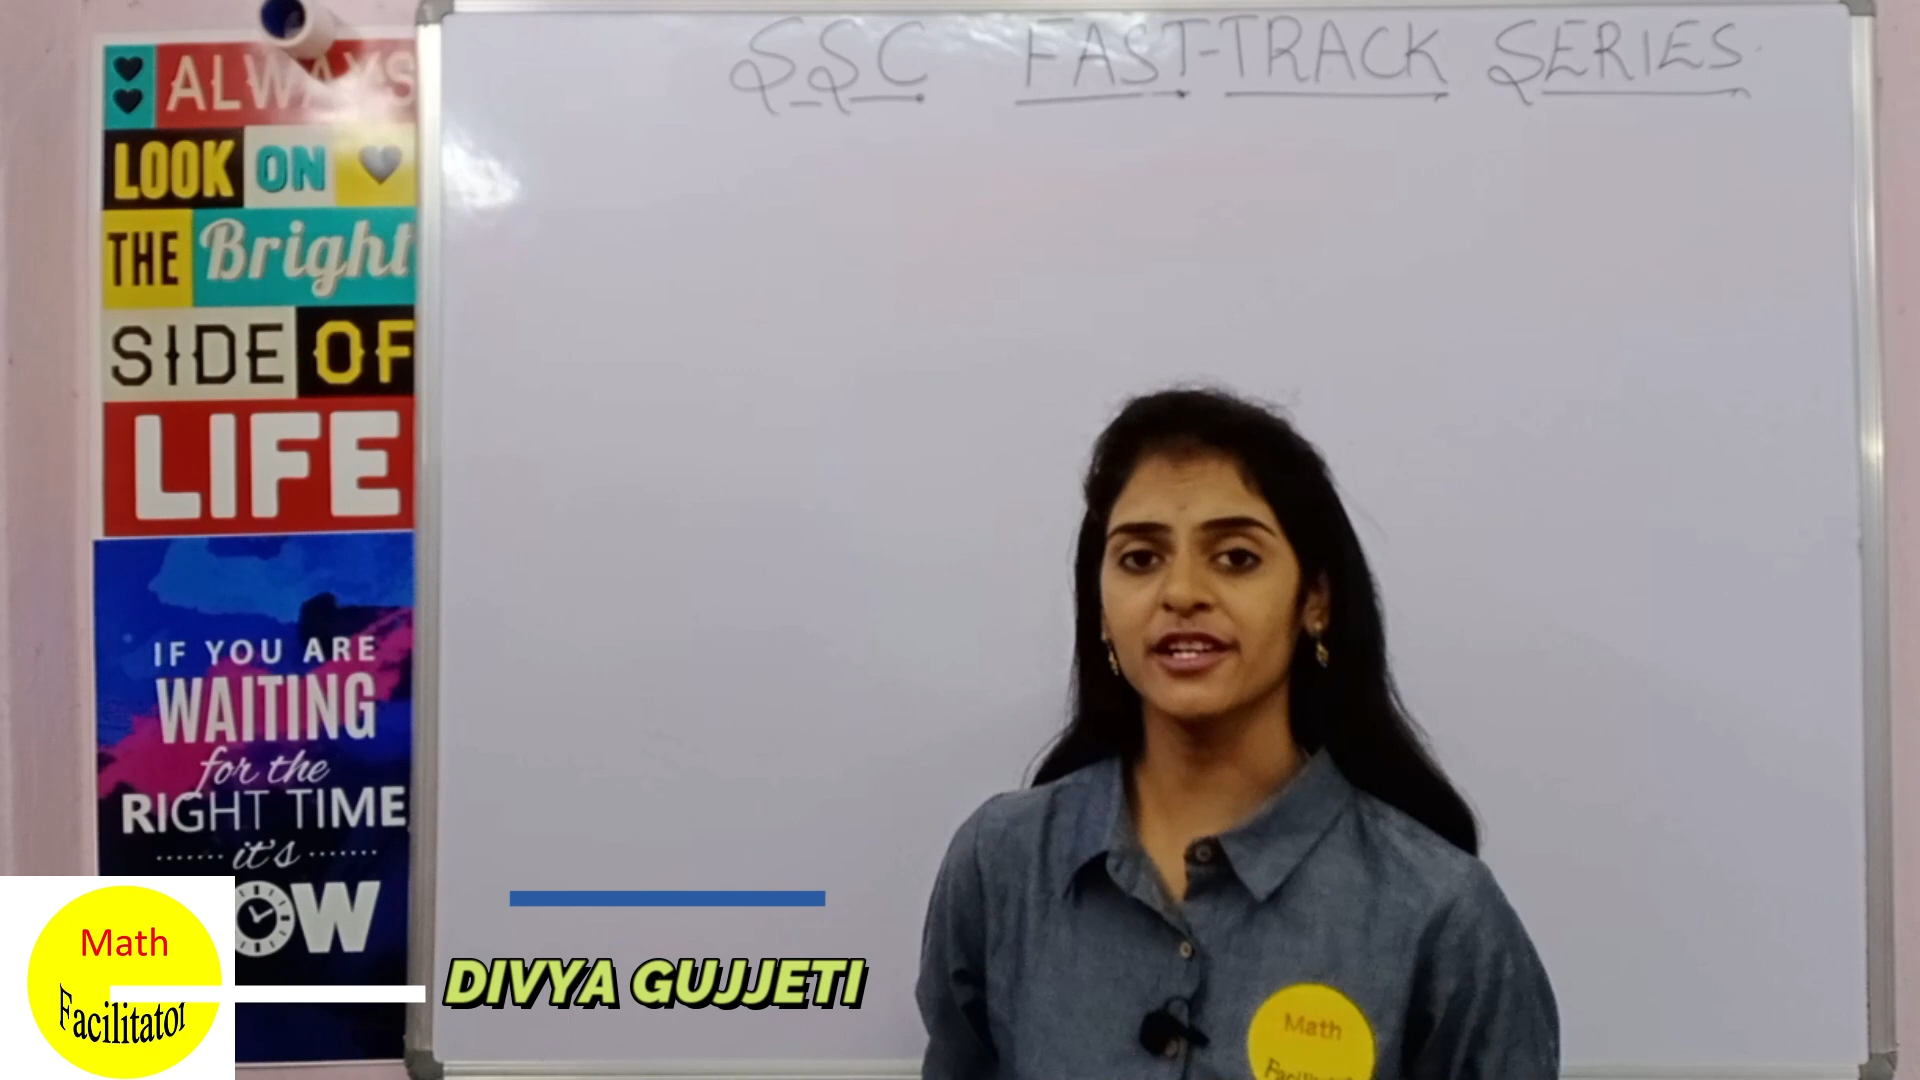 SSC FAST-TRACK SERIES
ALWAYS
LOOK ON
THE Bright
SIDE OF
LIFE
IF YOU ARE
WAITING
for the
RIGHT TIME
it's
OW
Math
Facilitator
DIVYA GUJJETI
Math